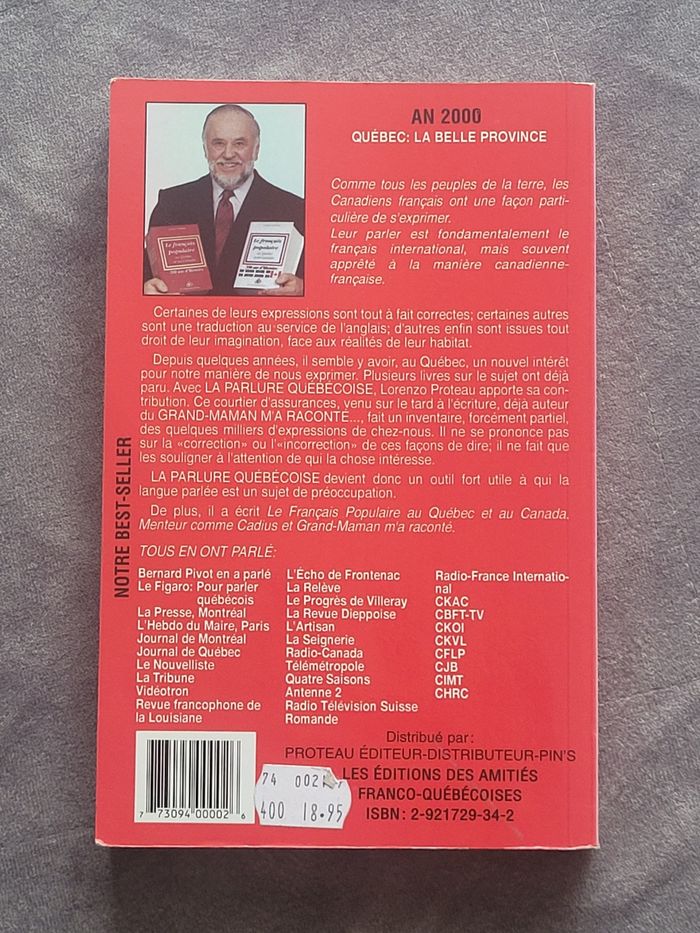 AN 2000
QUÉBEC: LA BELLE PROVINCE
Le français
populaire
Le français
populaire
Comme tous les peuples de la terre, les
Canadiens français ont une façon parti-
culière de s'exprimer.
Leur parler est fondamentalement le
français international, mais souvent
apprêté à la manière canadienne-
française.
Certaines de leurs expressions sont tout à fait correctes; certaines autres
sont une traduction au service de l'anglais; d'autres enfin sont issues tout
droit de leur imagination, face aux réalités de leur habitat.
Depuis quelques années, il semble y avoir, au Québec, un nouvel intérêt
pour notre manière de nous exprimer. Plusieurs livres sur le sujet ont déjà
paru. Avec LA PARLURE QUÉBÉCOISE, Lorenzo Proteau apporte sa con-
tribution. Ce courtier d'assurances, venu sur le tard à l'écriture, déjà auteur
du GRAND-MAMAN M'A RACONTÉ..., fait un inventaire, forcément partiel,
des quelques milliers d'expressions de chez-nous. Il ne se prononce pas
sur la «correction» ou l'«incorrection» de ces façons de dire; il ne fait que
les souligner à l'attention de qui la chose intéresse.
LA PARLURE QUÉBÉCOISE devient donc un outil fort utile à qui la
langue parlée est un sujet de préoccupation.
De plus, il a écrit Le Français Populaire au Québec et au Canada,
Menteur comme Cadius et Grand-Maman m'a raconté.
NOTRE BEST-SELLER
TOUS EN ONT PARLÉ:
Bernard Pivot en a parlé
Le Figaro: Pour parler
québécois
La Presse, Montréal
L'Hebdo du Maire, Paris
Journal de Montréal
Journal de Québec
Le Nouvelliste
La Tribune
Vidéotron
Revue francophone de
la Louisiane
L'Écho de Frontenac
La Relève
Le Progrès de Villeray
La Revue Dieppoise
L'Artisan
La Seignerie
Radio-Canada
Télémétropole
Quatre Saisons
Antenne 2
Radio Télévision Suisse
Romande
Radio-France Internatio-
nal
CKAC
CBFT-TV
CKOI
CKVL
CFLP
CJB
CIMT
CHRC
Distribué par:
PROTEAU ÉDITEUR-DISTRIBUTEUR-PIN'S
LES ÉDITIONS DES AMITIÉS
FRANCO-QUÉBÉCOISES
ISBN: 2-921729-34-2
7 73094 00002 6
74
400 18.95